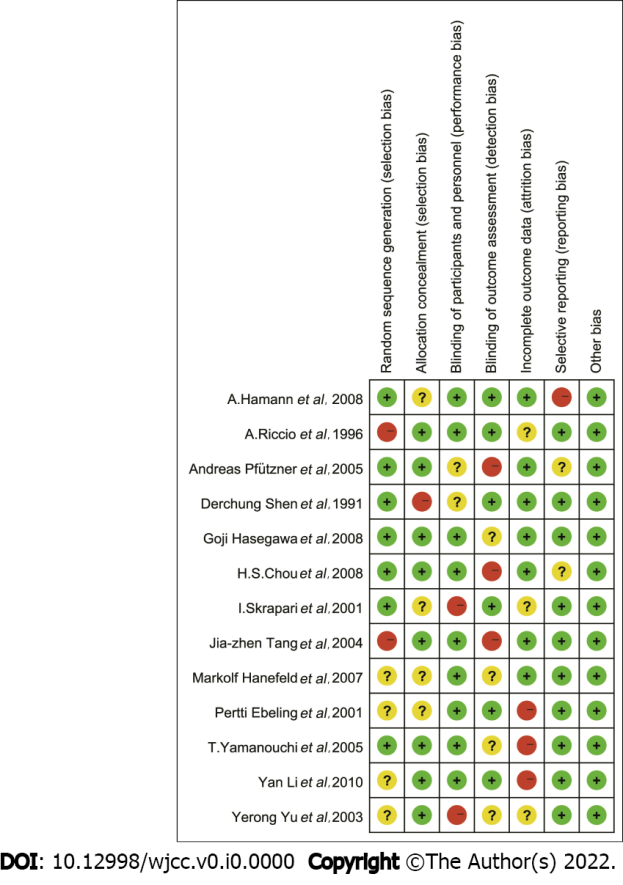 Random sequence generation (selection bias)
Allocation concealment (selection bias)
Blinding of participants and personnel (performance bias)
Blinding of outcome assessment (detection bias)
Incomplete outcome data (attrition bias)
Selective reporting (reporting bias)
Other bias
A.Hamann et al. 2008 + ? + + + - +
A.Riccio et al.1996 - + + + ? + +
Andreas Pfützner et al.2005 + + ? - + ? +
Derchung Shen et al.1991 + - ? + + + +
Goji Hasegawa et al.2008 + + + ? + + +
H.S.Chou et al.2008 + + + - + ? +
I.Skrapari et al.2001 + ? - + ? + +
Jia-zhen Tang et al.2004 - + + - + + +
Markolf Hanefeld et al.2007 ? ? + ? + + +
Pertti Ebeling et al.2001 ? ? + + - + +
T.Yamanouchi et al.2005 + + + ? - + +
Yan Li et al.2010 ? + + + - + +
Yerong Yu et al.2003 ? + - ? ? + +
DOI: 10.12998/wjcc.v0.i0.0000 Copyright ©The Author(s) 2022.